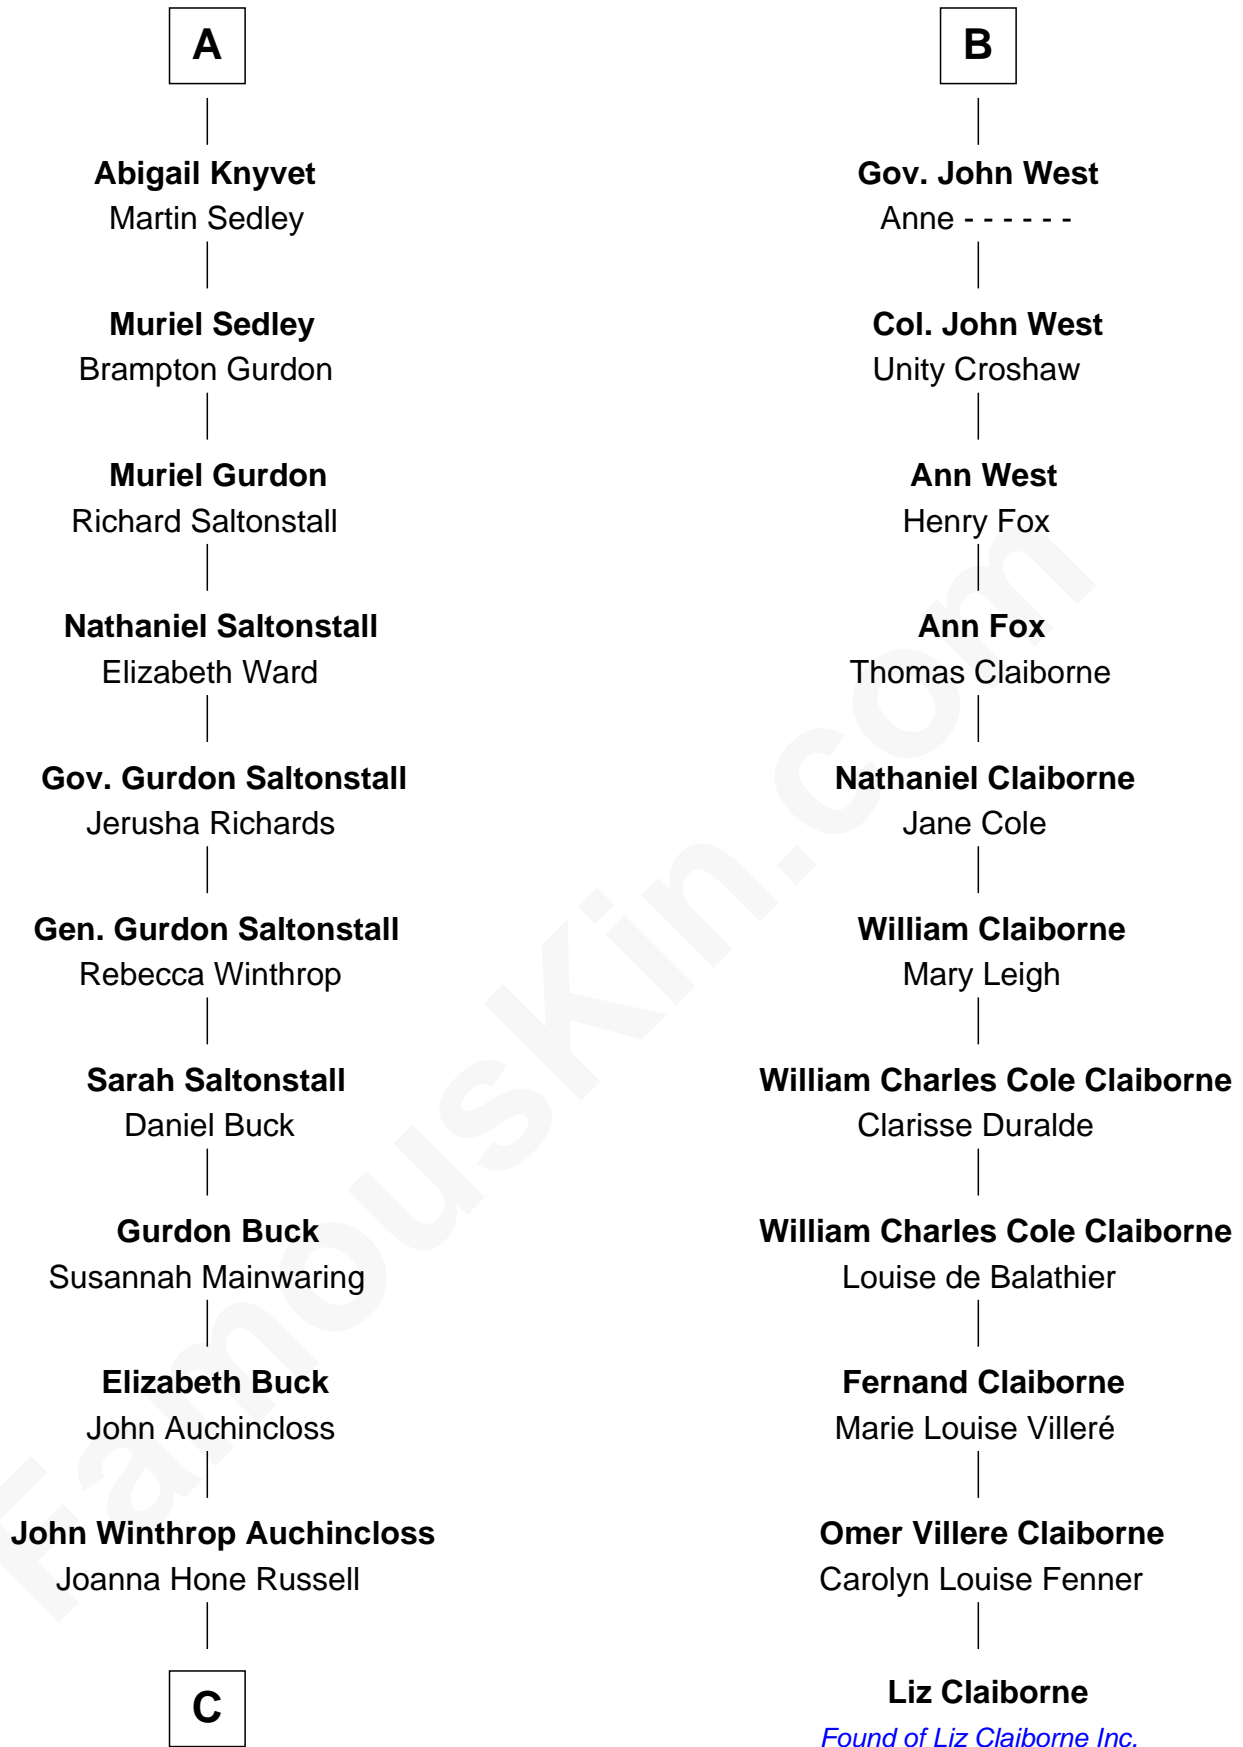 A
Abigail Knyvet
Martin Sedley
Muriel Sedley
Brampton Gurdon
Muriel Gurdon
Richard Saltonstall
Nathaniel Saltonstall
Elizabeth Ward
Gov. Gurdon Saltonstall
Jerusha Richards
Gen. Gurdon Saltonstall
Rebecca Winthrop
Sarah Saltonstall
Daniel Buck
Gurdon Buck
Susannah Mainwaring
Elizabeth Buck
John Auchincloss
John Winthrop Auchincloss
Joanna Hone Russell
C
B
Gov. John West
Anne - - - - - -
Col. John West
Unity Croshaw
Ann West
Henry Fox
Ann Fox
Thomas Claiborne
Nathaniel Claiborne
Jane Cole
William Claiborne
Mary Leigh
William Charles Cole Claiborne
Clarisse Duralde
William Charles Cole Claiborne
Louise de Balathier
Fernand Claiborne
Marie Louise Villeré
Omer Villere Claiborne
Carolyn Louise Fenner
Liz Claiborne
Found of Liz Claiborne Inc.
FamousKin.com